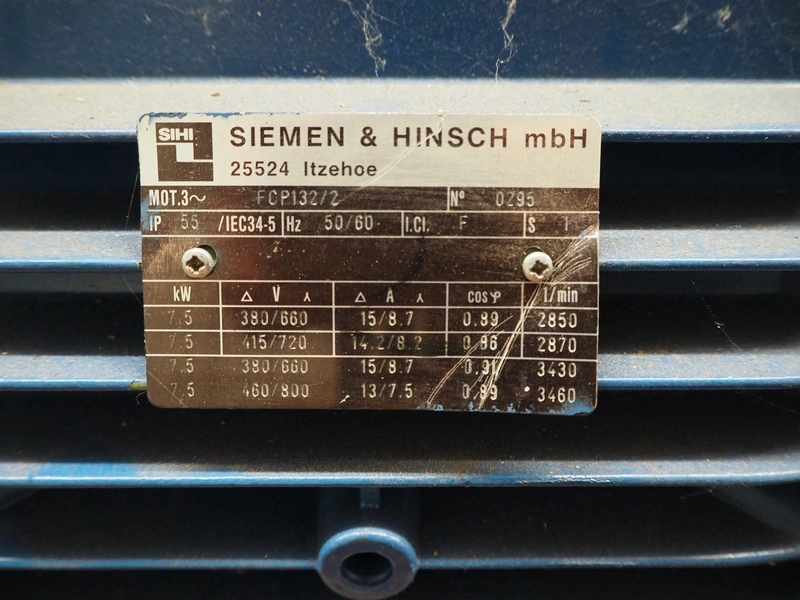 SIHI
SIEMEN & HINSCH mbH
25524 Itzehoe
MOT.3~ FCP132/2 Nº 0295
IP 55 /IEC34-5 Hz 50/60 I.Cl. F S 1
kW Δ V ⅄ Δ A ⅄ cosφ 1/min
7.5 380/660 15/8.7 0.89 2850
7.5 415/720 14.2/8.2 0.86 2870
7.5 380/660 15/8.7 0.91 3430
7.5 460/800 13/7.5 0.89 3460